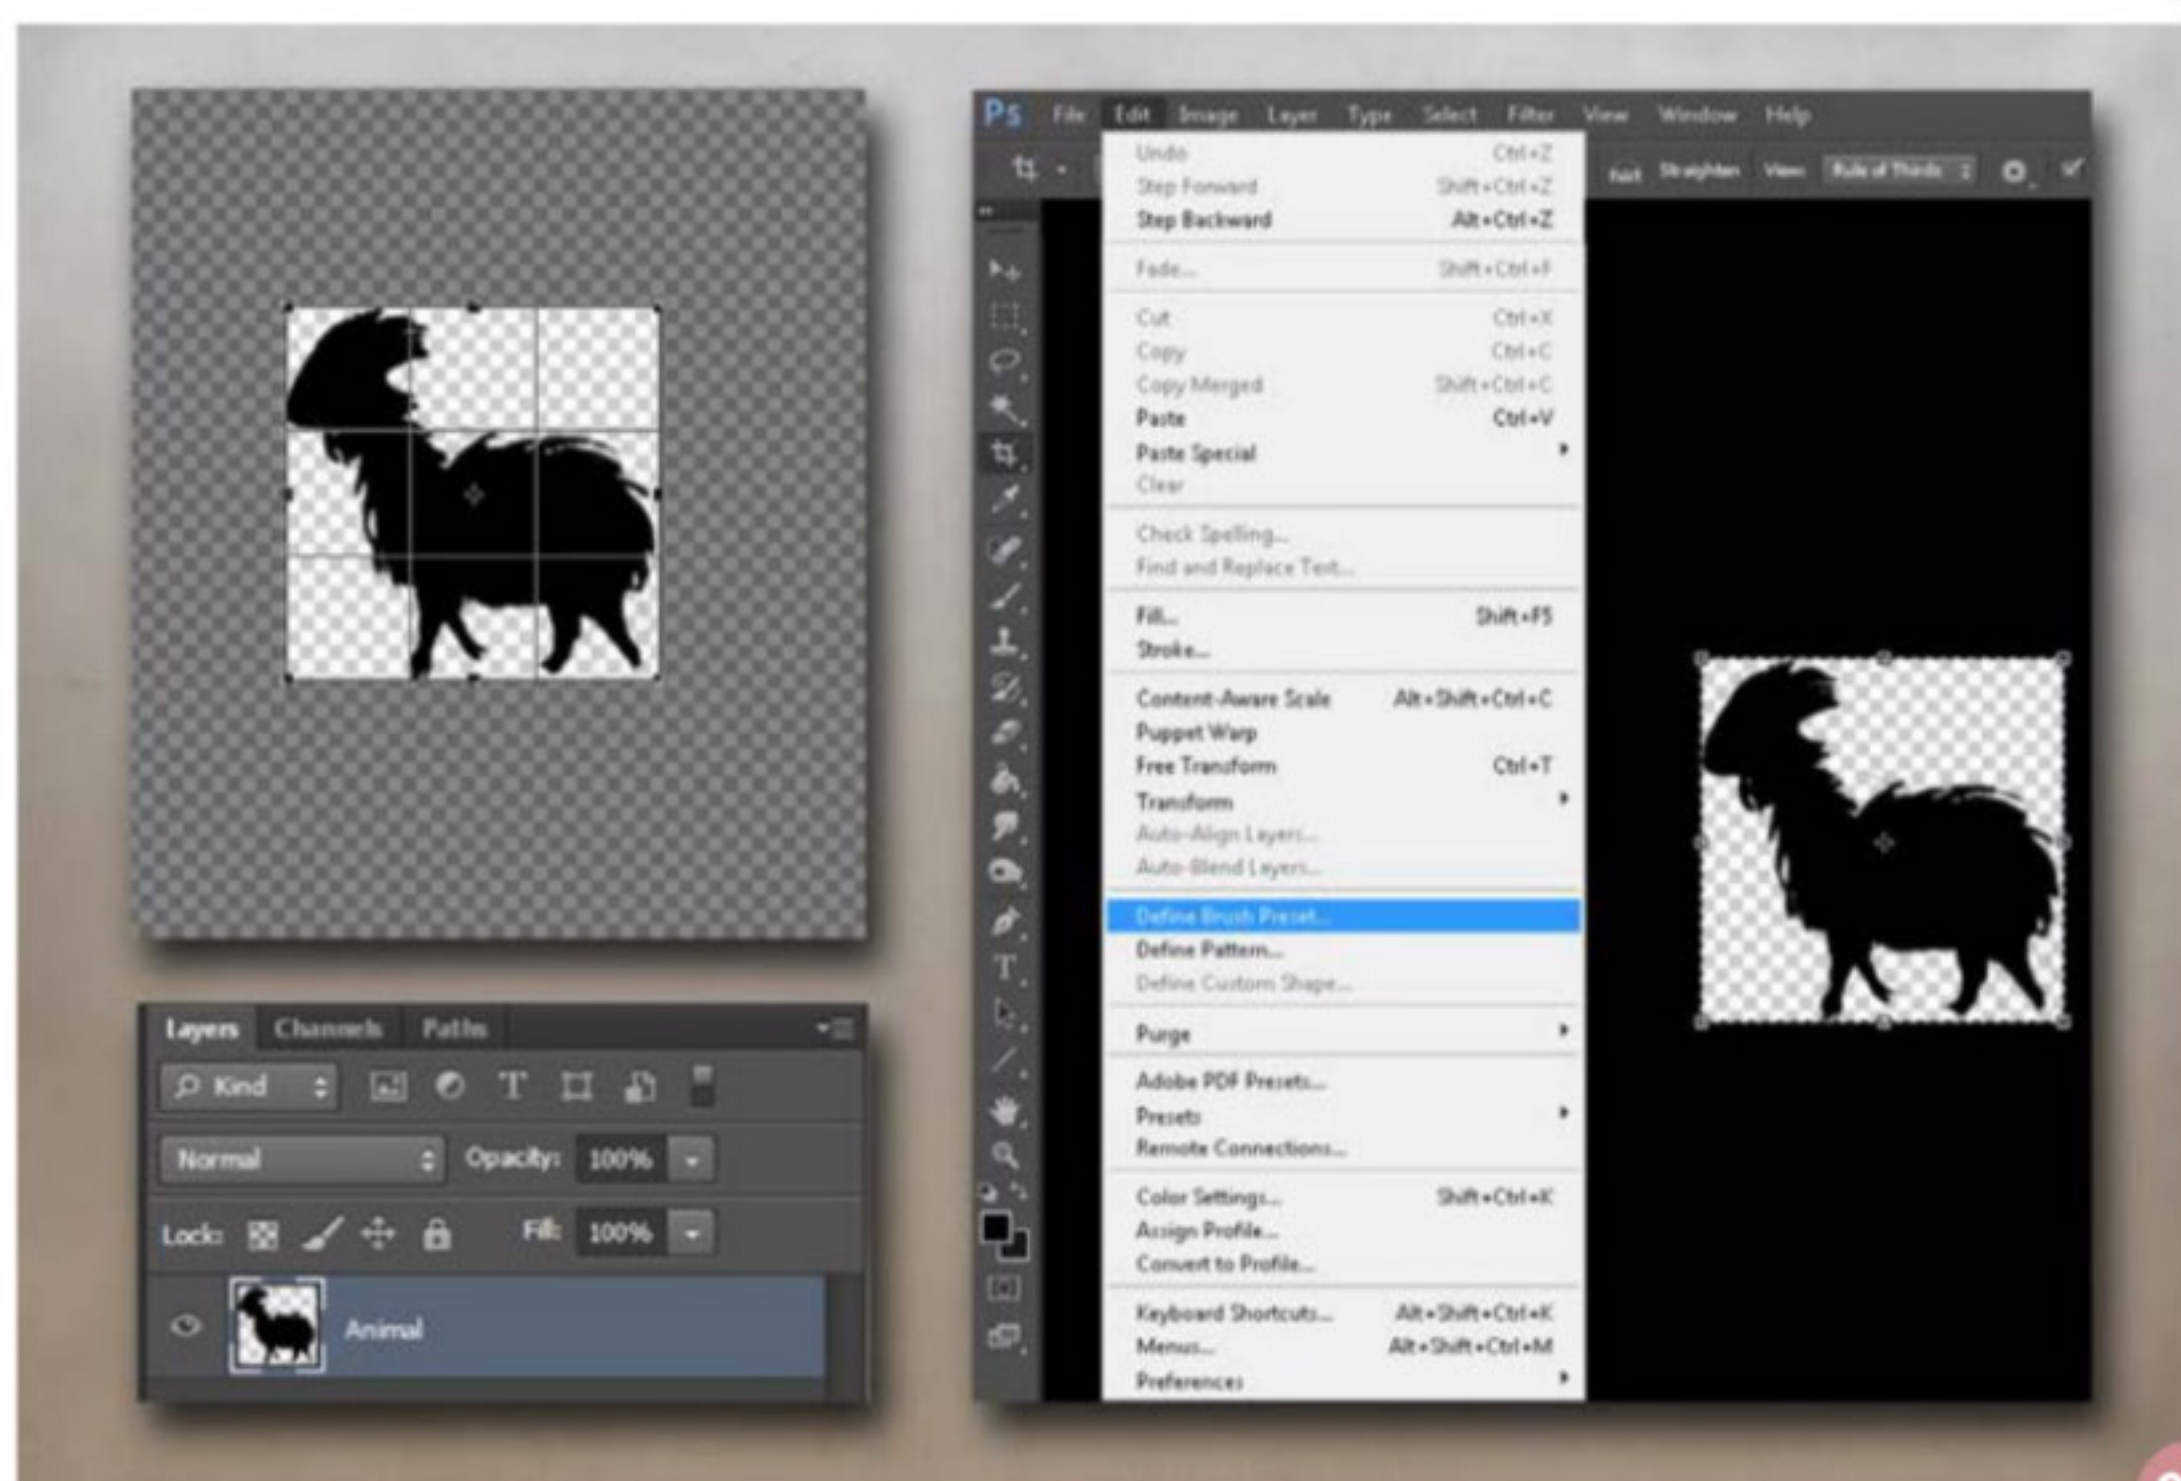 Ps File Edit Image Layer Type Select Filter View Window Help
Straighten View: Rule of Thirds
Undo Ctrl+Z
Step Forward Shift+Ctrl+Z
Step Backward Alt+Ctrl+Z
Fade... Shift+Ctrl+F
Cut Ctrl+X
Copy Ctrl+C
Copy Merged Shift+Ctrl+C
Paste Ctrl+V
Paste Special
Clear
Check Spelling...
Find and Replace Text...
Fill... Shift+F5
Stroke...
Content-Aware Scale Alt+Shift+Ctrl+C
Puppet Warp
Free Transform Ctrl+T
Transform
Auto-Align Layers...
Auto-Blend Layers...
Define Brush Preset...
Define Pattern...
Define Custom Shape...
Purge
Adobe PDF Presets...
Presets
Remote Connections...
Color Settings... Shift+Ctrl+K
Assign Profile...
Convert to Profile...
Keyboard Shortcuts... Alt+Shift+Ctrl+K
Menus... Alt+Shift+Ctrl+M
Preferences
Layers Channels Paths
Kind
Normal Opacity: 100%
Lock: Fill: 100%
Animal